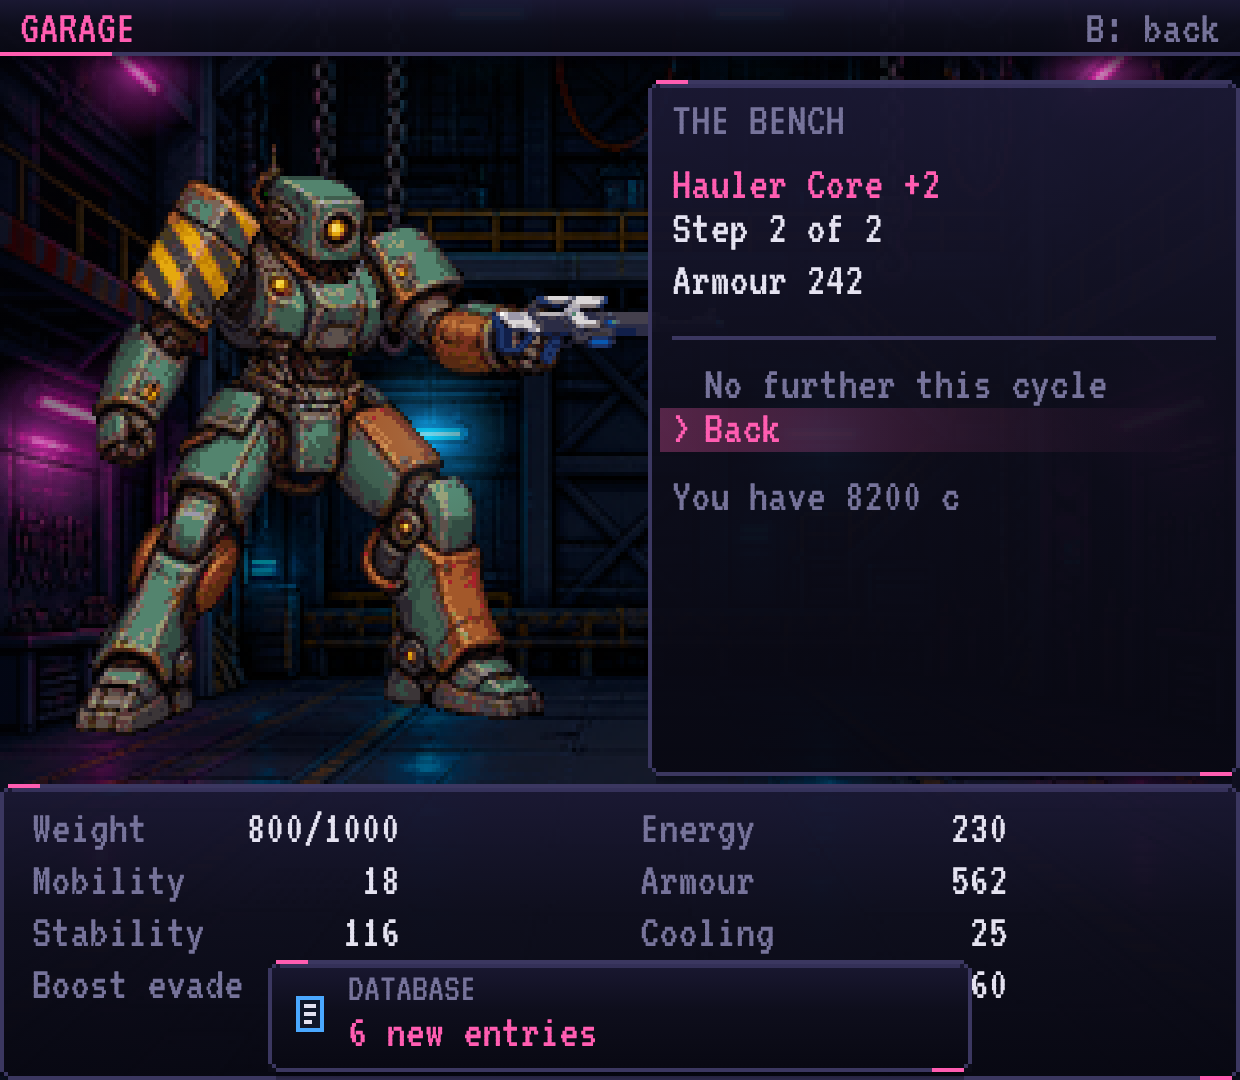 GARAGE
B: back
THE BENCH
Hauler Core +2
Step 2 of 2
Armour 242
No further this cycle
> Back
You have 8200 c
Weight 800/1000
Energy 230
Mobility 18
Armour 562
Stability 116
Cooling 25
Boost evade
60
DATABASE
6 new entries